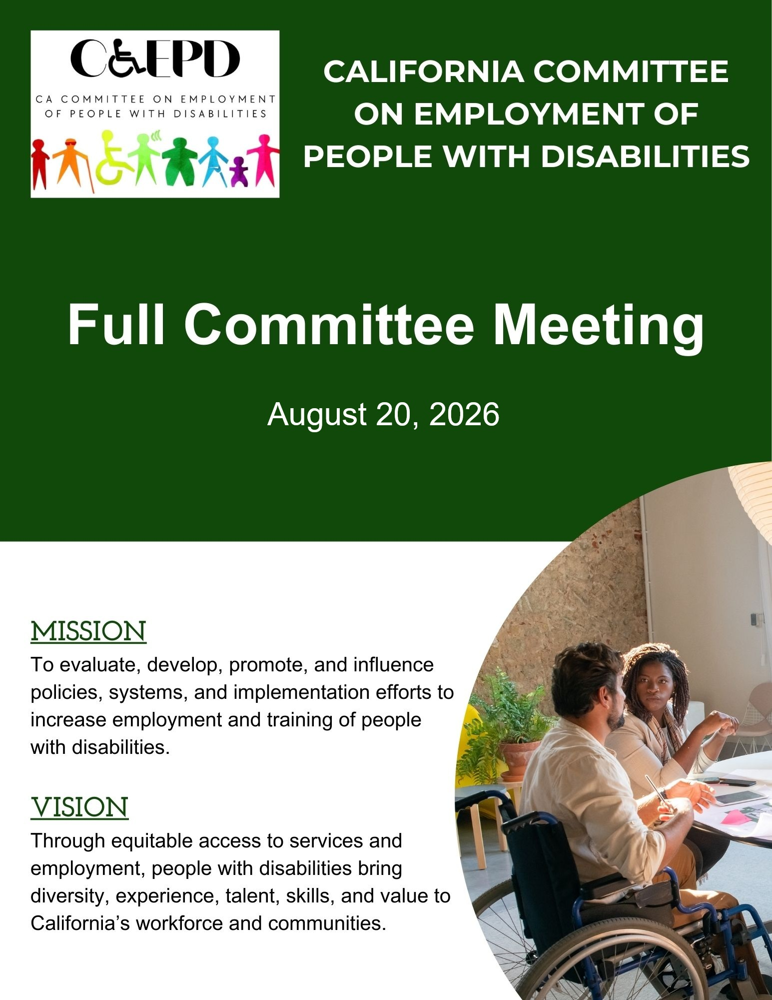 C EPD
CA COMMITTEE ON EMPLOYMENT
OF PEOPLE WITH DISABILITIES
CALIFORNIA COMMITTEE
ON EMPLOYMENT OF
PEOPLE WITH DISABILITIES
Full Committee Meeting
August 20, 2026
MISSION
To evaluate, develop, promote, and influence
policies, systems, and implementation efforts to
increase employment and training of people
with disabilities.
VISION
Through equitable access to services and
employment, people with disabilities bring
diversity, experience, talent, skills, and value to
California’s workforce and communities.